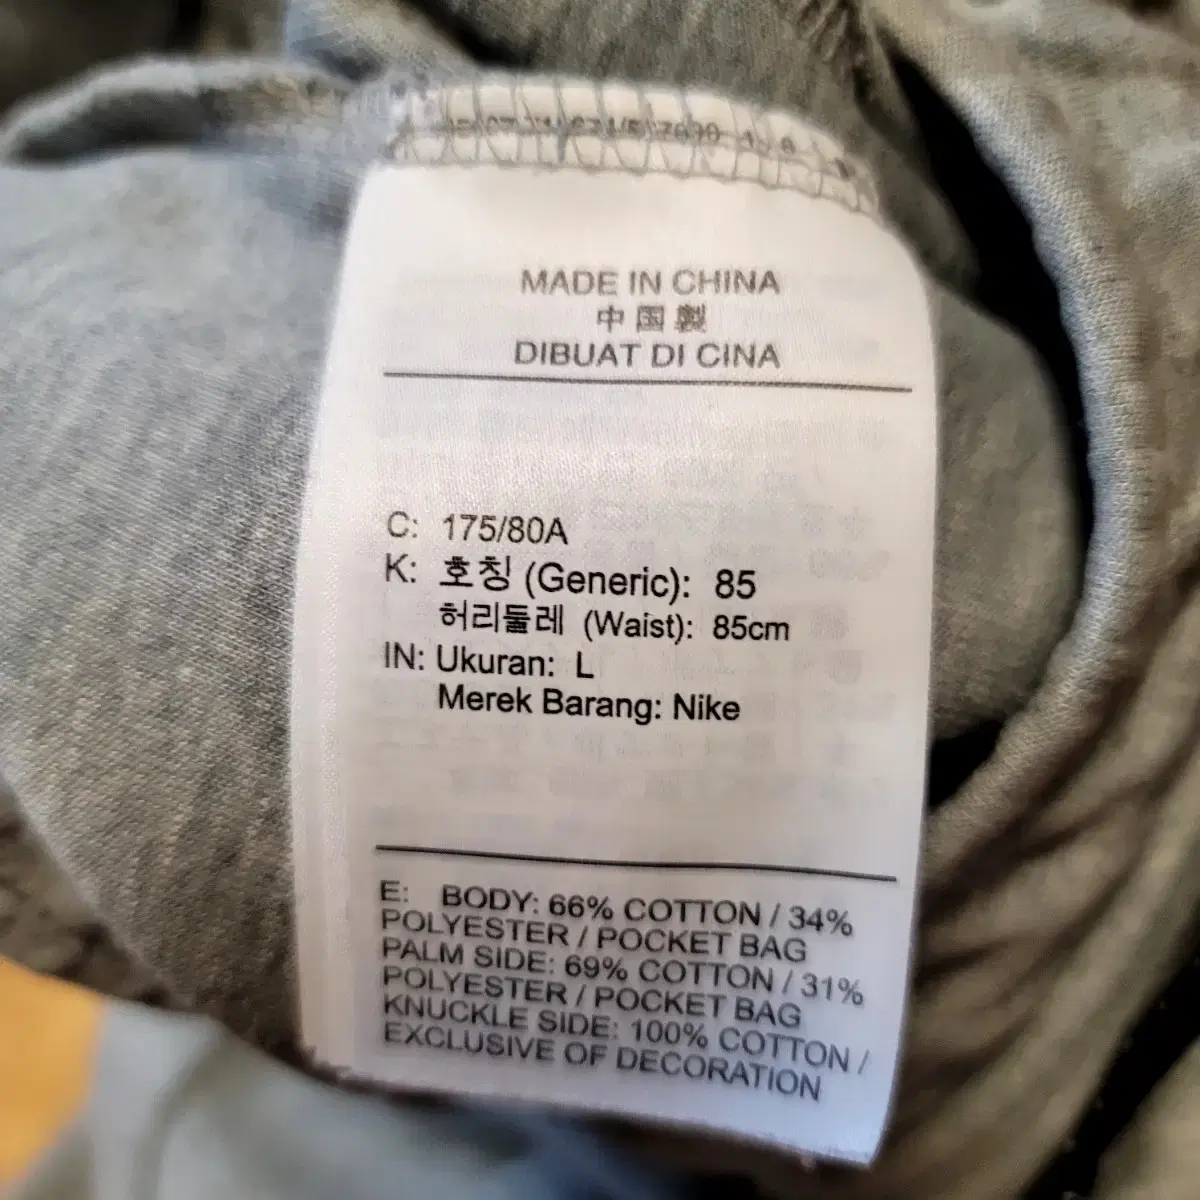 MADE IN CHINA
中国製
DIBUAT DI CINA
C: 175/80A
K: 호칭 (Generic): 85
허리둘레 (Waist): 85cm
IN: Ukuran: L
Merek Barang: Nike
E: BODY: 66% COTTON / 34%
POLYESTER / POCKET BAG
PALM SIDE: 69% COTTON / 31%
POLYESTER / POCKET BAG
KNUCKLE SIDE: 100% COTTON /
EXCLUSIVE OF DECORATION